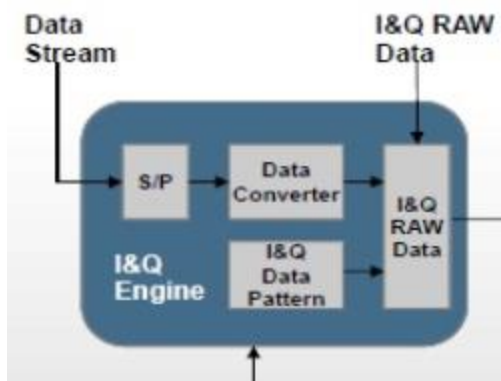 Data
Stream
I&Q RAW
Data
S/P
Data
Converter
I&Q
RAW
Data
I&Q
Data
Pattern
I&Q
Engine